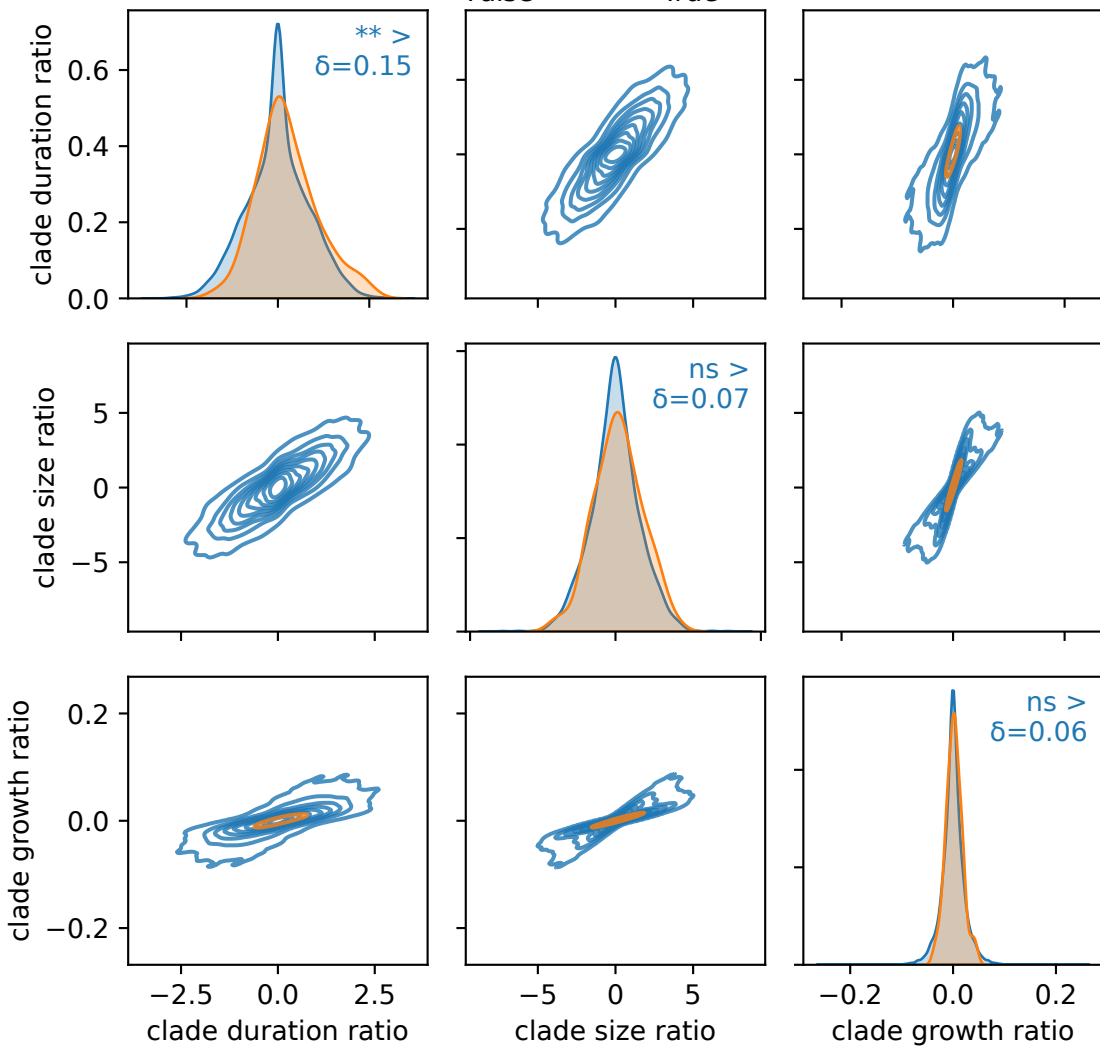 clade duration ratio
0.6
0.4
0.2
0.0
** >
δ=0.15
clade size ratio
5
0
−5
ns >
δ=0.07
clade growth ratio
0.2
0.0
−0.2
ns >
δ=0.06
−2.5 0.0 2.5
−5 0 5
−0.2 0.0 0.2
clade duration ratio
clade size ratio
clade growth ratio